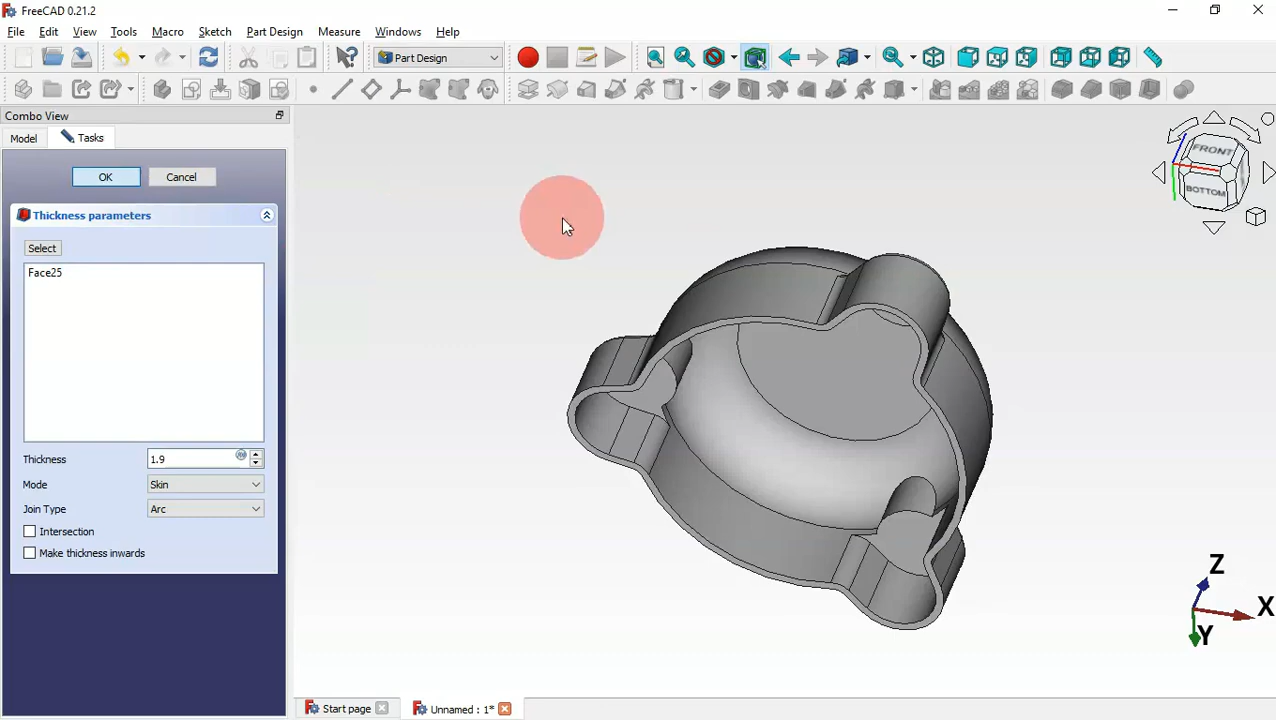 FreeCAD 0.21.2
File Edit View Tools Macro Sketch Part Design Measure Windows Help
Part Design
Combo View
Model Tasks
OK Cancel
Thickness parameters
Select
Face25
Thickness 1.9
Mode Skin
Join Type Arc
Intersection
Make thickness inwards
FRONT
BOTTOM
Z
X
Y
Start page Unnamed : 1*